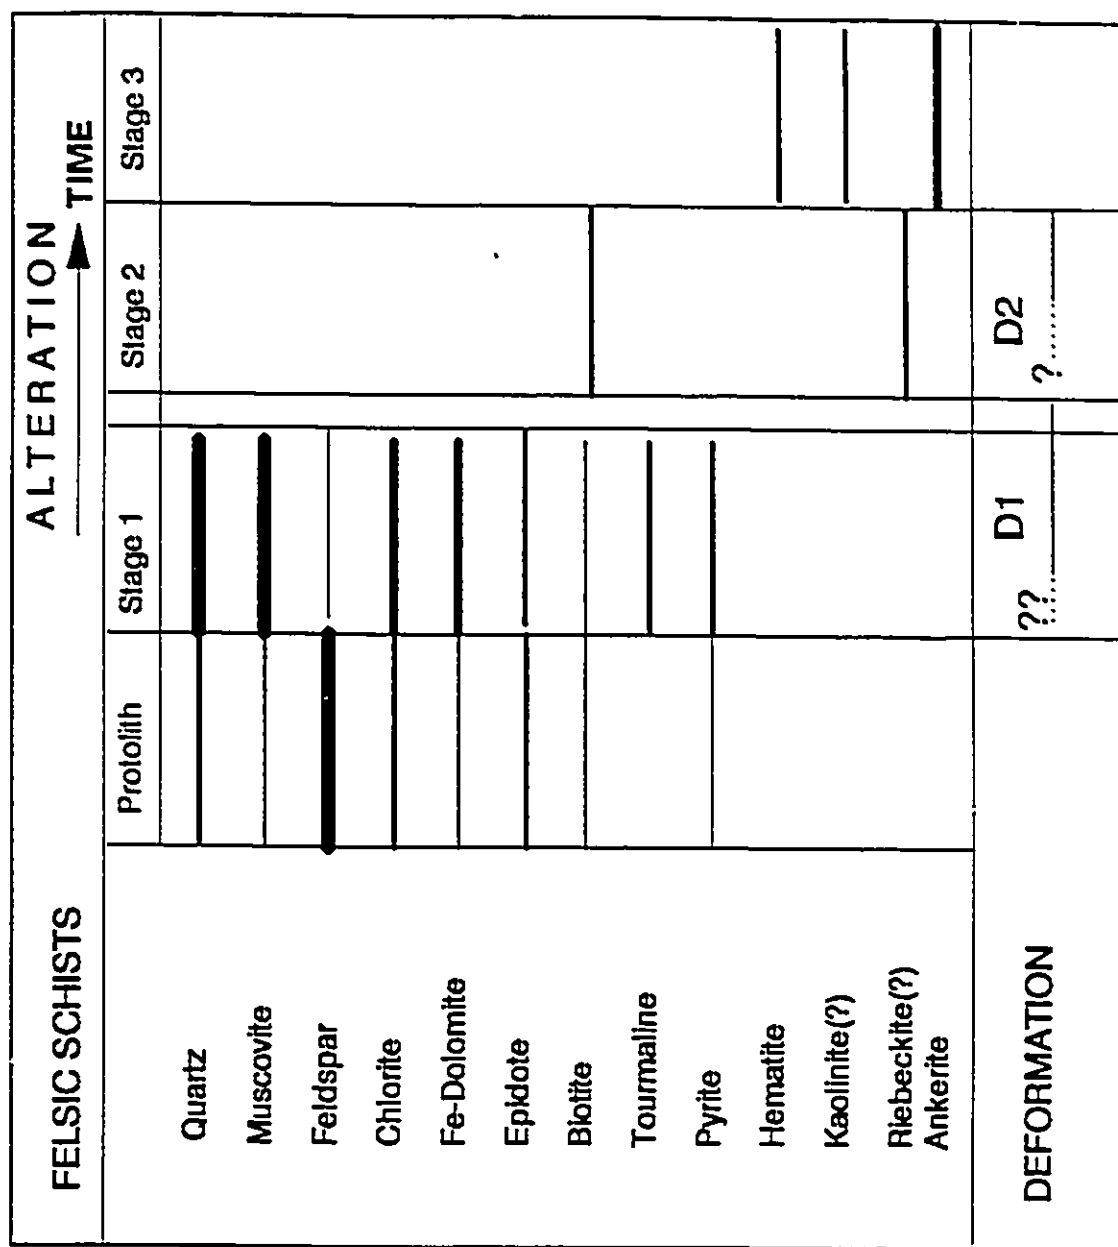 FELSIC SCHISTS
ALTERATION
TIME
Protolith
Stage 1
Stage 2
Stage 3
Quartz
Muscovite
Feldspar
Chlorite
Fe-Dolomite
Epidote
Biotite
Tourmaline
Pyrite
Hematite
Kaolinite(?)
Riebeckite(?)
Ankerite
DEFORMATION
D1
D2
??
?